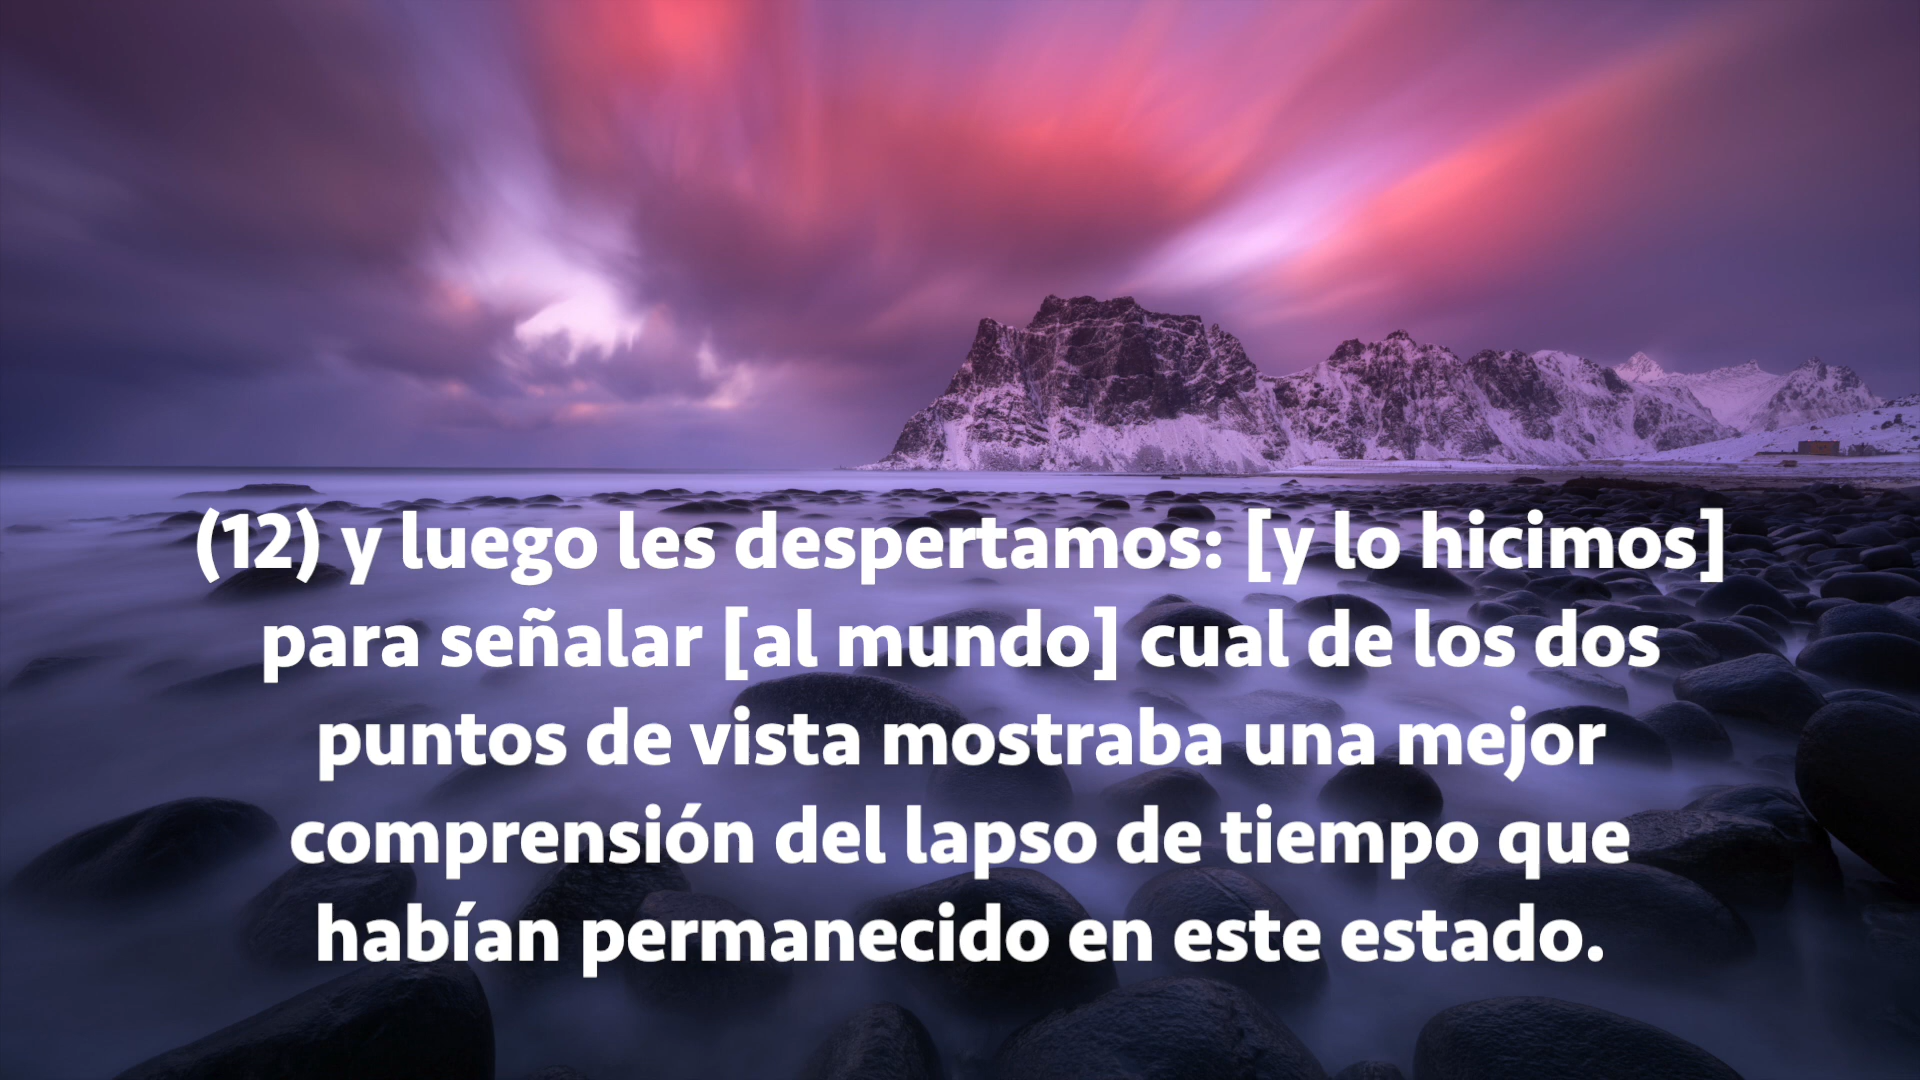 (12) y luego les despertamos: [y lo hicimos]
para señalar [al mundo] cual de los dos
puntos de vista mostraba una mejor
comprensión del lapso de tiempo que
habían permanecido en este estado.